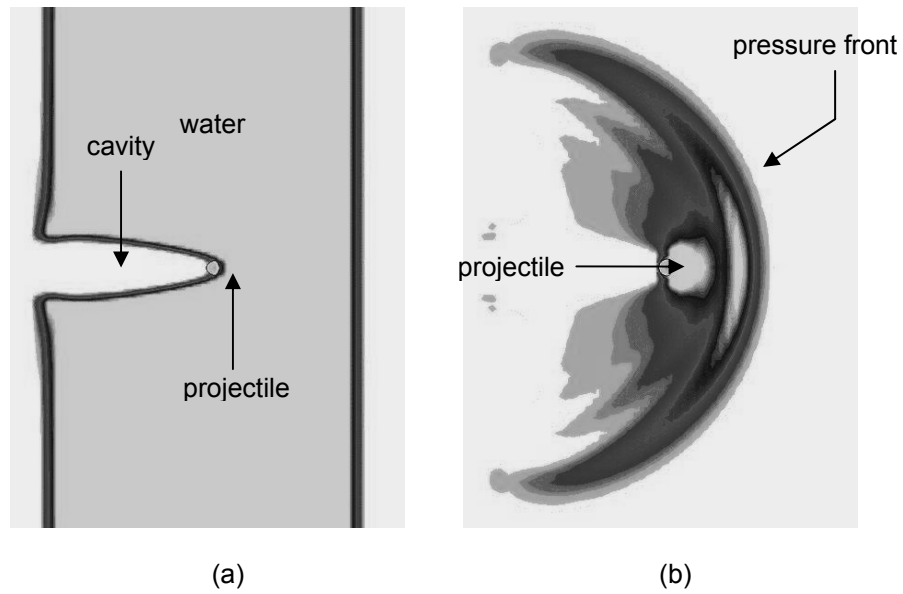 water
cavity
projectile
(a)
pressure front
projectile
(b)